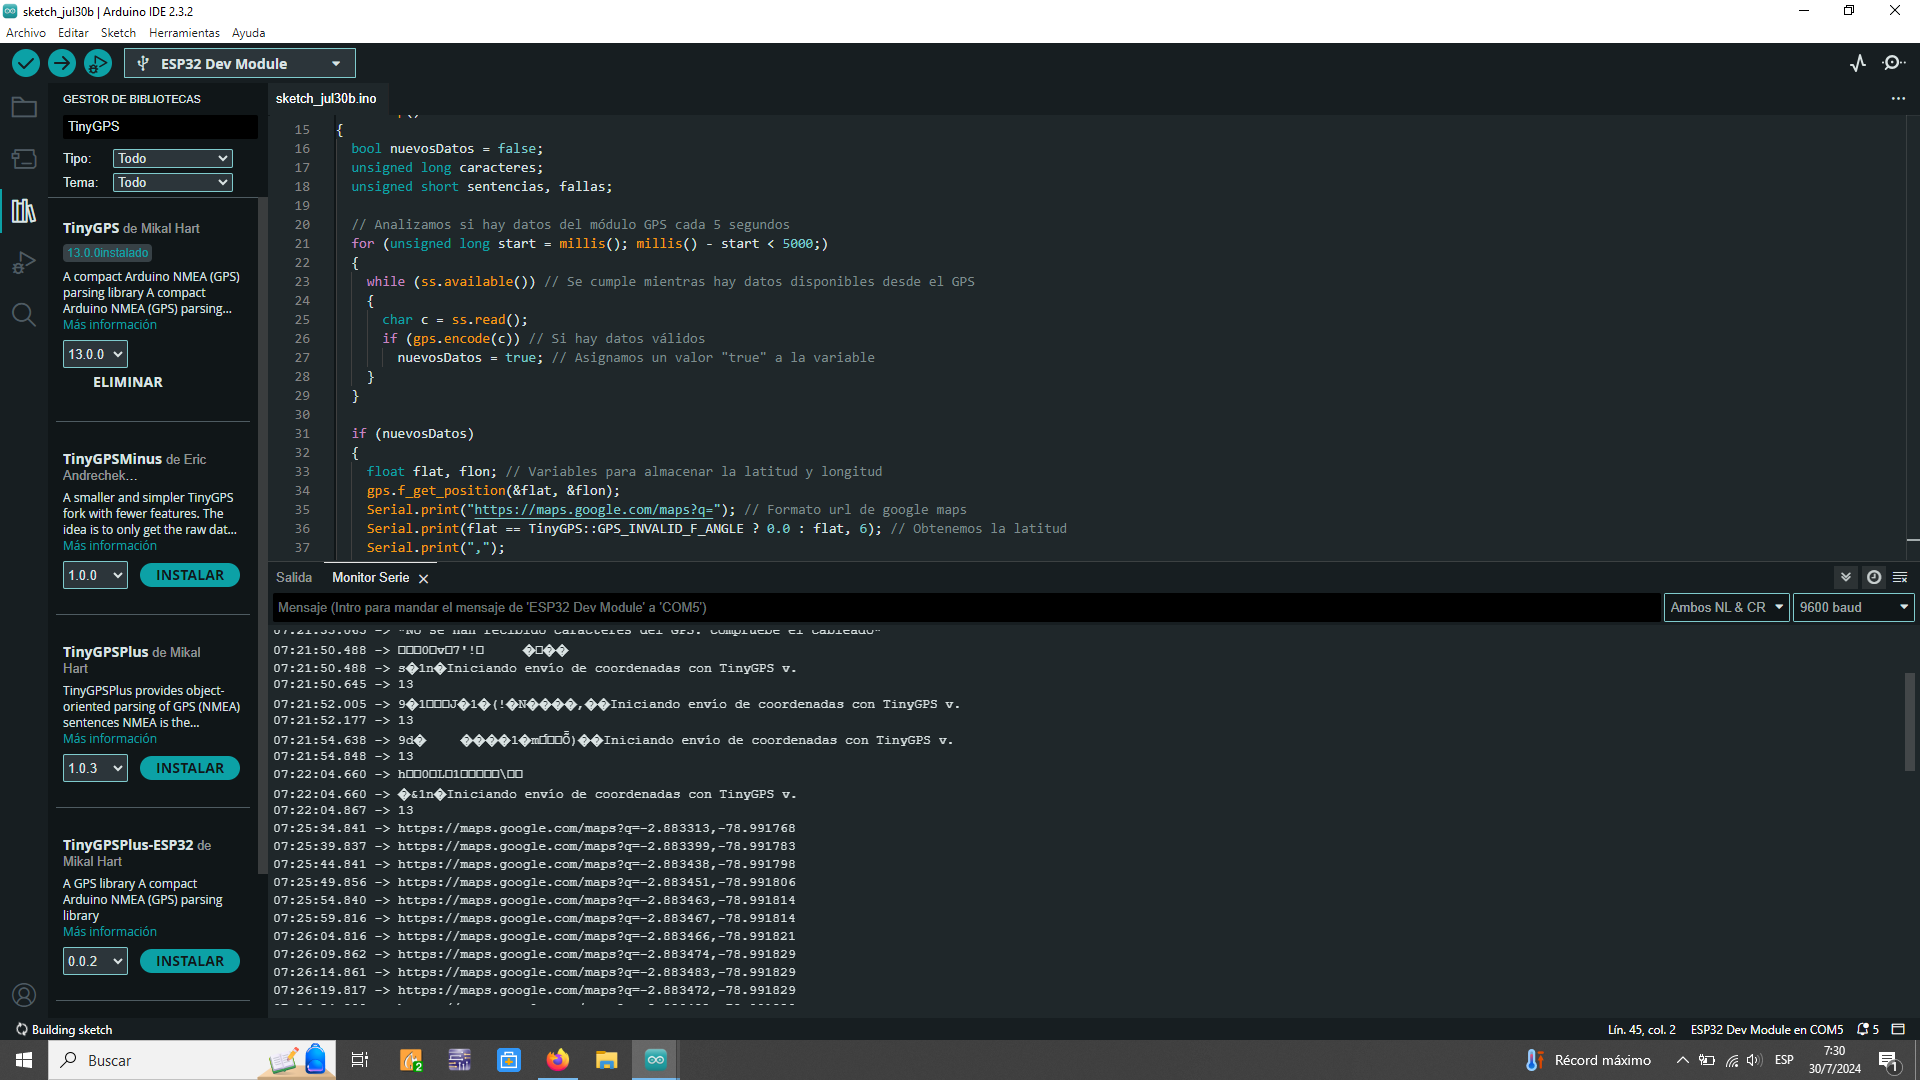 sketch_jul30b | Arduino IDE 2.3.2
Archivo Editar Sketch Herramientas Ayuda
ESP32 Dev Module
GESTOR DE BIBLIOTECAS
TinyGPS
Tipo: Todo
Tema: Todo
TinyGPS de Mikal Hart
13.0.0instalado
A compact Arduino NMEA (GPS)
parsing library A compact
Arduino NMEA (GPS) parsing...
Más información
13.0.0
ELIMINAR
TinyGPSMinus de Eric
Andrechek...
A smaller and simpler TinyGPS
fork with fewer features. The
idea is to only get the raw dat...
Más información
1.0.0 INSTALAR
TinyGPSPlus de Mikal
Hart
TinyGPSPlus provides object-
oriented parsing of GPS (NMEA)
sentences NMEA is the...
Más información
1.0.3 INSTALAR
TinyGPSPlus-ESP32 de
Mikal Hart
A GPS library A compact
Arduino NMEA (GPS) parsing
library
Más información
0.0.2 INSTALAR
sketch_jul30b.ino
15 {
16 bool nuevosDatos = false;
17 unsigned long caracteres;
18 unsigned short sentencias, fallas;
19
20 // Analizamos si hay datos del módulo GPS cada 5 segundos
21 for (unsigned long start = millis(); millis() - start < 5000;)
22 {
23 while (ss.available()) // Se cumple mientras hay datos disponibles desde el GPS
24 {
25 char c = ss.read();
26 if (gps.encode(c)) // Si hay datos válidos
27 nuevosDatos = true; // Asignamos un valor "true" a la variable
28 }
29 }
30
31 if (nuevosDatos)
32 {
33 float flat, flon; // Variables para almacenar la latitud y longitud
34 gps.f_get_position(&flat, &flon);
35 Serial.print("https://maps.google.com/maps?q="); // Formato url de google maps
36 Serial.print(flat == TinyGPS::GPS_INVALID_F_ANGLE ? 0.0 : flat, 6); // Obtenemos la latitud
37 Serial.print(",");
Salida Monitor Serie
Mensaje (Intro para mandar el mensaje de 'ESP32 Dev Module' a 'COM5')
Ambos NL & CR 9600 baud
07:21:33.063 -> "No se han recibido caracteres del GPS: compruebe el cableado"
07:21:50.488 ->
07:21:50.488 -> s�1n�Iniciando envío de coordenadas con TinyGPS v.
07:21:50.645 -> 13
07:21:52.005 -> Iniciando envío de coordenadas con TinyGPS v.
07:21:52.177 -> 13
07:21:54.638 -> Iniciando envío de coordenadas con TinyGPS v.
07:21:54.848 -> 13
07:22:04.660 ->
07:22:04.660 -> �&1n�Iniciando envío de coordenadas con TinyGPS v.
07:22:04.867 -> 13
07:25:34.841 -> https://maps.google.com/maps?q=-2.883313,-78.991768
07:25:39.837 -> https://maps.google.com/maps?q=-2.883399,-78.991783
07:25:44.841 -> https://maps.google.com/maps?q=-2.883438,-78.991798
07:25:49.856 -> https://maps.google.com/maps?q=-2.883451,-78.991806
07:25:54.840 -> https://maps.google.com/maps?q=-2.883463,-78.991814
07:25:59.816 -> https://maps.google.com/maps?q=-2.883467,-78.991814
07:26:04.816 -> https://maps.google.com/maps?q=-2.883466,-78.991821
07:26:09.862 -> https://maps.google.com/maps?q=-2.883474,-78.991829
07:26:14.861 -> https://maps.google.com/maps?q=-2.883483,-78.991829
07:26:19.817 -> https://maps.google.com/maps?q=-2.883472,-78.991829
Building sketch
Lín. 45, col. 2 ESP32 Dev Module en COM5 5
Buscar
2
Récord máximo
ESP
7:30
30/7/2024
1